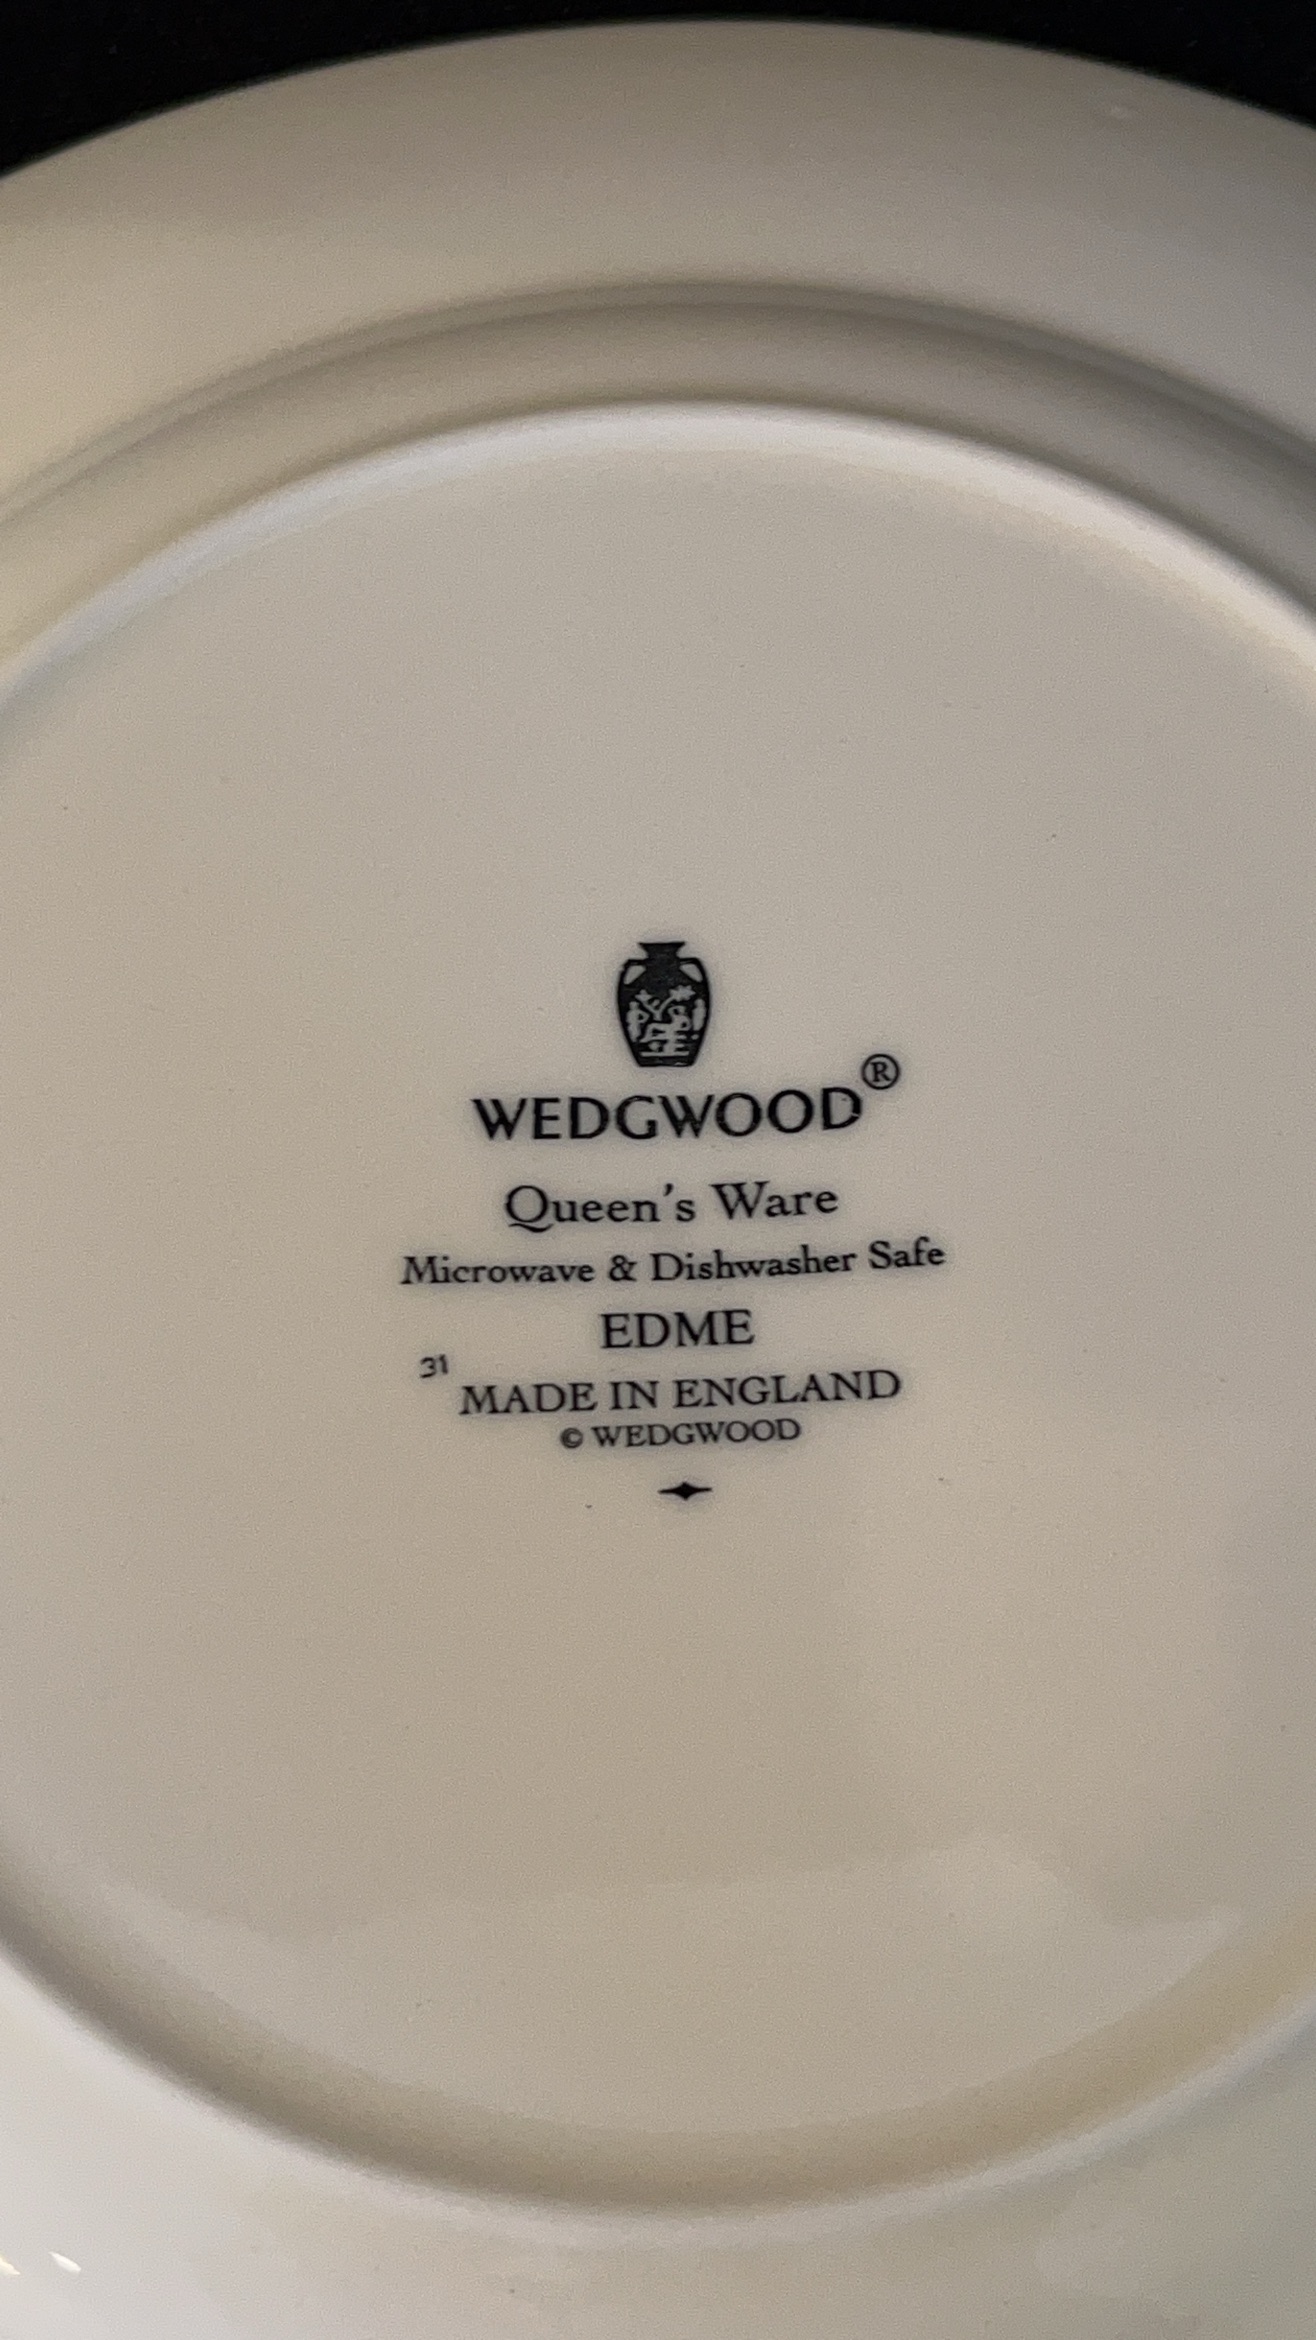 WEDGWOOD®
Queen's Ware
Microwave & Dishwasher Safe
EDME
31
MADE IN ENGLAND
© WEDGWOOD